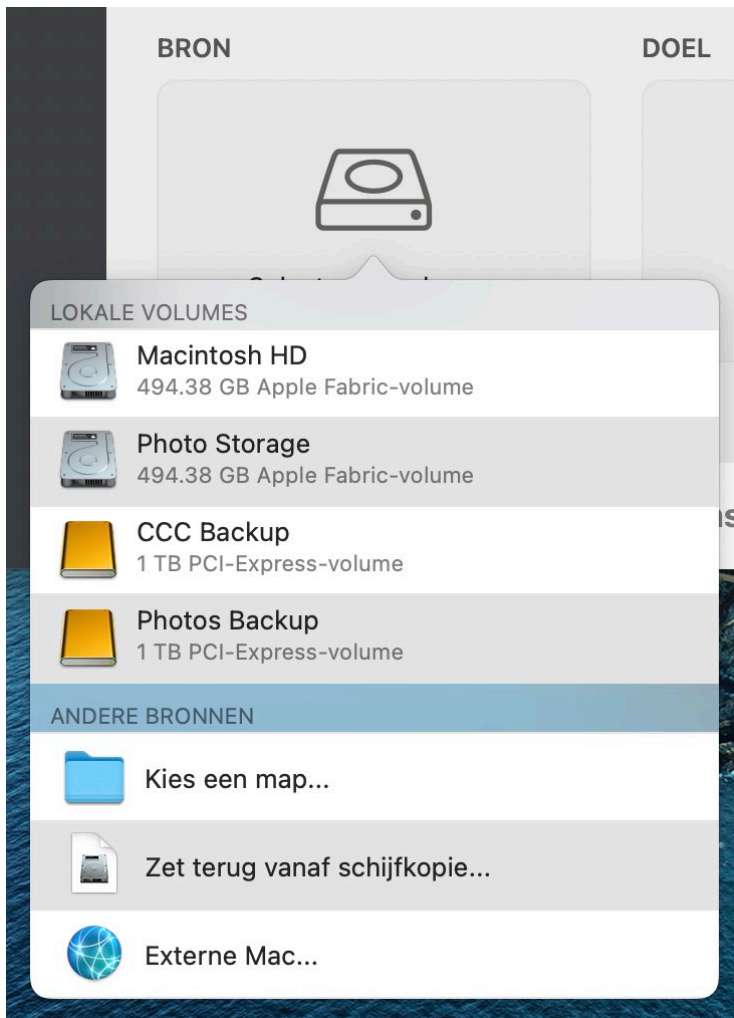 BRON
DOEL
LOKALE VOLUMES
Macintosh HD
494.38 GB Apple Fabric-volume
Photo Storage
494.38 GB Apple Fabric-volume
CCC Backup
1 TB PCI-Express-volume
Photos Backup
1 TB PCI-Express-volume
ANDERE BRONNEN
Kies een map...
Zet terug vanaf schijfkopie...
Externe Mac...